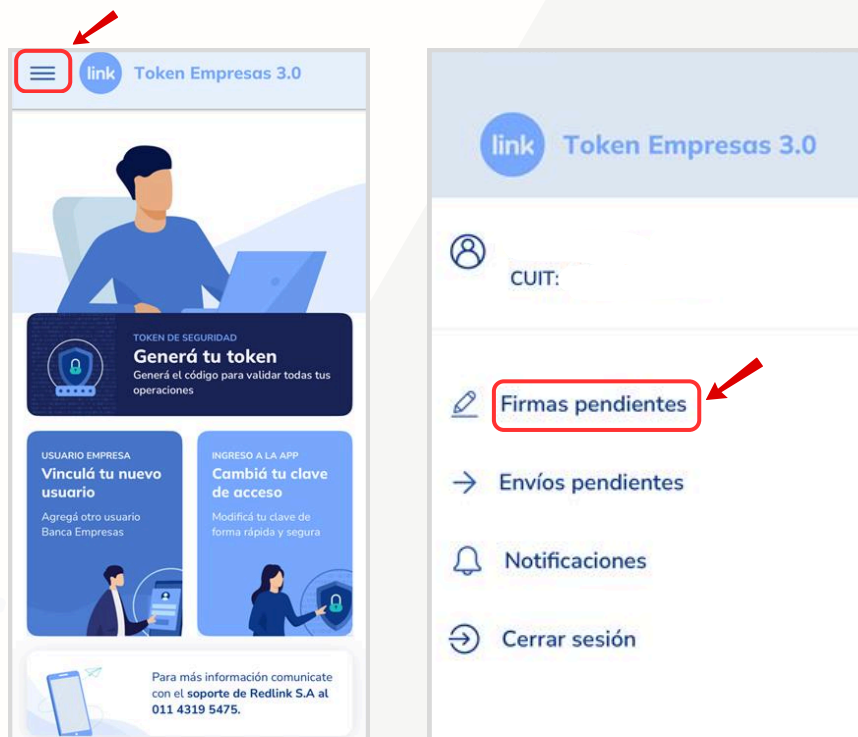 link Token Empresas 3.0
TOKEN DE SEGURIDAD
Generá tu token
Generá el código para validar todas tus
operaciones
USUARIO EMPRESA
Vinculá tu nuevo
usuario
Agregá otro usuario
Banca Empresas
INGRESO A LA APP
Cambiá tu clave
de acceso
Modificá tu clave de
forma rápida y segura
Para más información comunicate
con el soporte de Redlink S.A al
011 4319 5475.
link Token Empresas 3.0
CUIT:
Firmas pendientes
Envíos pendientes
Notificaciones
Cerrar sesión